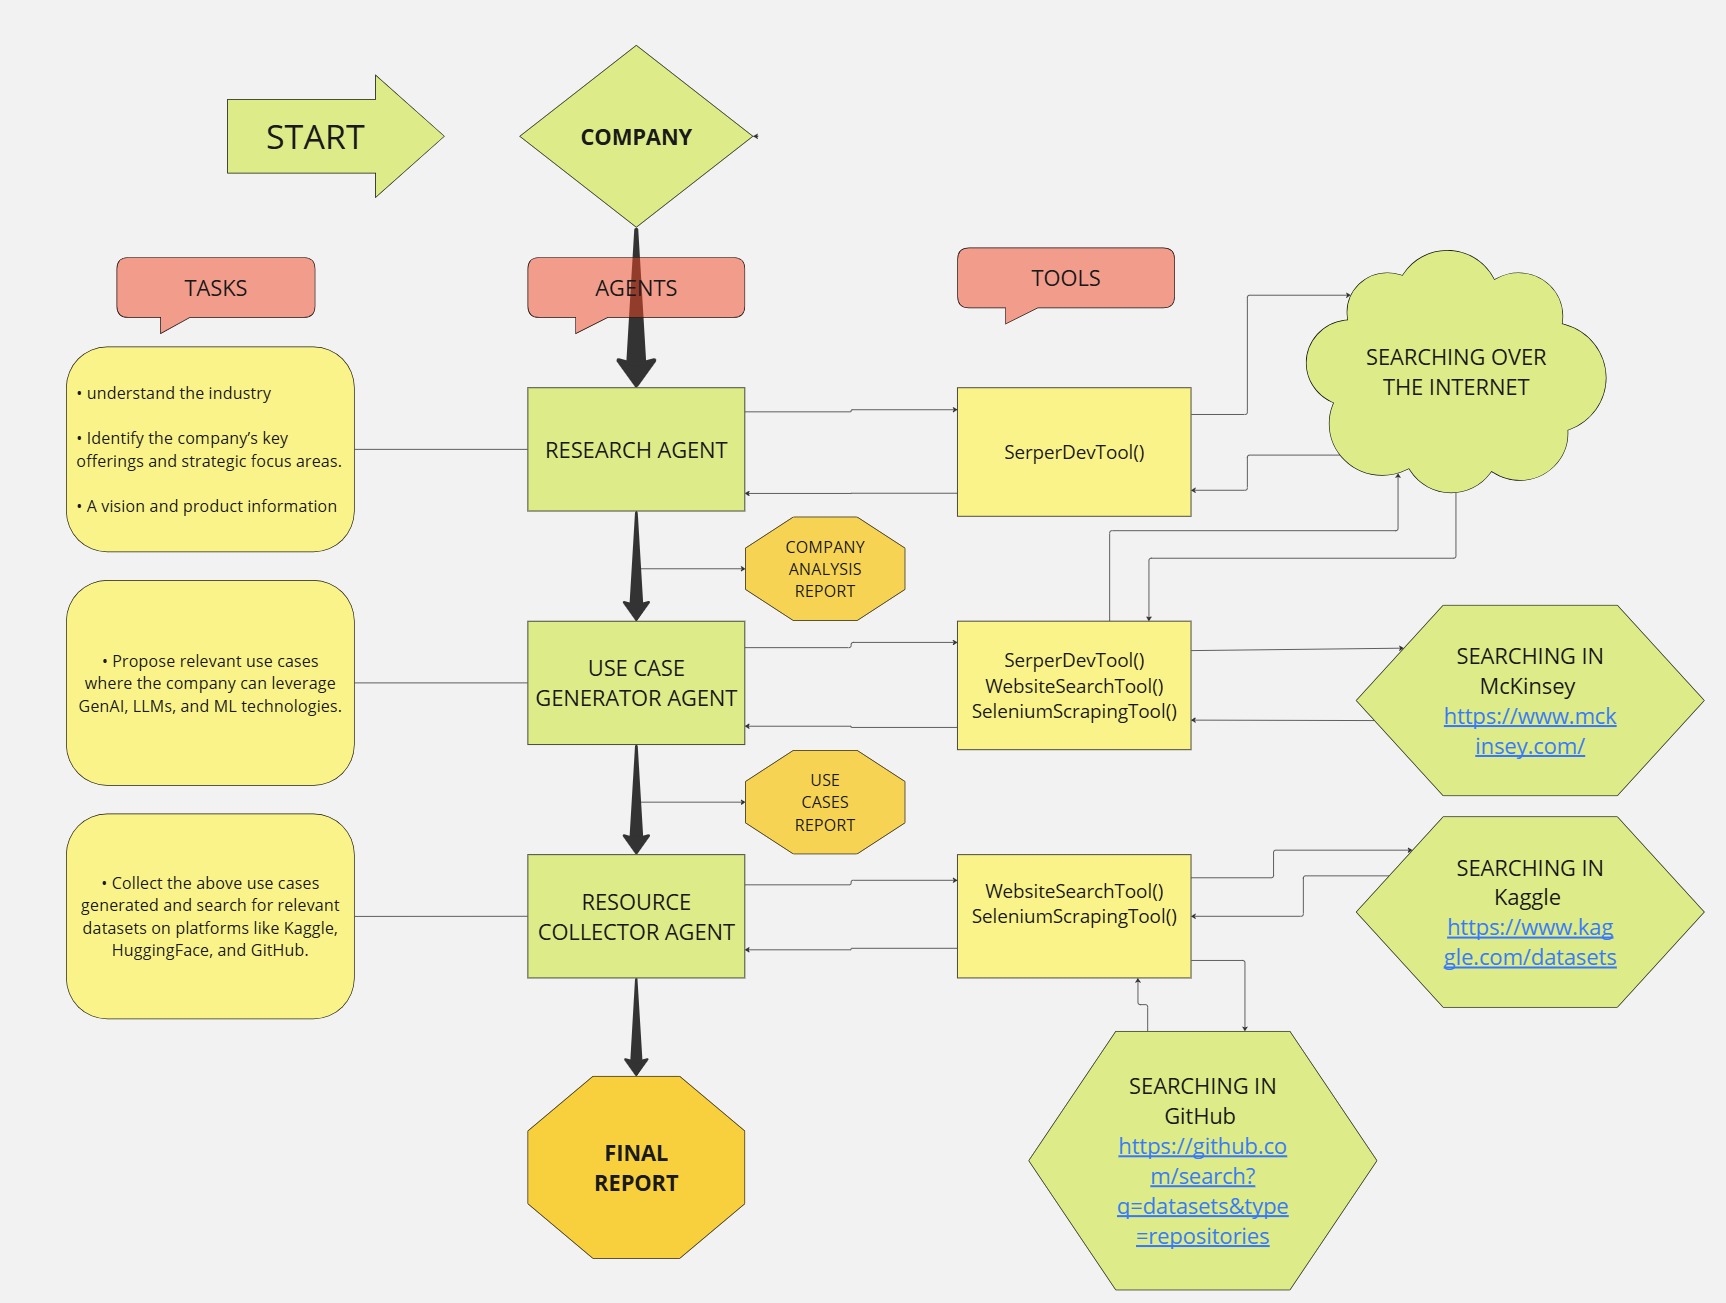 START
COMPANY
TASKS
AGENTS
TOOLS
• understand the industry
• Identify the company’s key
offerings and strategic focus areas.
• A vision and product information
RESEARCH AGENT
SerperDevTool()
SEARCHING OVER
THE INTERNET
COMPANY
ANALYSIS
REPORT
• Propose relevant use cases
where the company can leverage
GenAI, LLMs, and ML technologies.
USE CASE
GENERATOR AGENT
SerperDevTool()
WebsiteSearchTool()
SeleniumScrapingTool()
SEARCHING IN
McKinsey
https://www.mck
insey.com/
USE
CASES
REPORT
• Collect the above use cases
generated and search for relevant
datasets on platforms like Kaggle,
HuggingFace, and GitHub.
RESOURCE
COLLECTOR AGENT
WebsiteSearchTool()
SeleniumScrapingTool()
SEARCHING IN
Kaggle
https://www.kag
gle.com/datasets
FINAL
REPORT
SEARCHING IN
GitHub
https://github.co
m/search?
q=datasets&type
=repositories